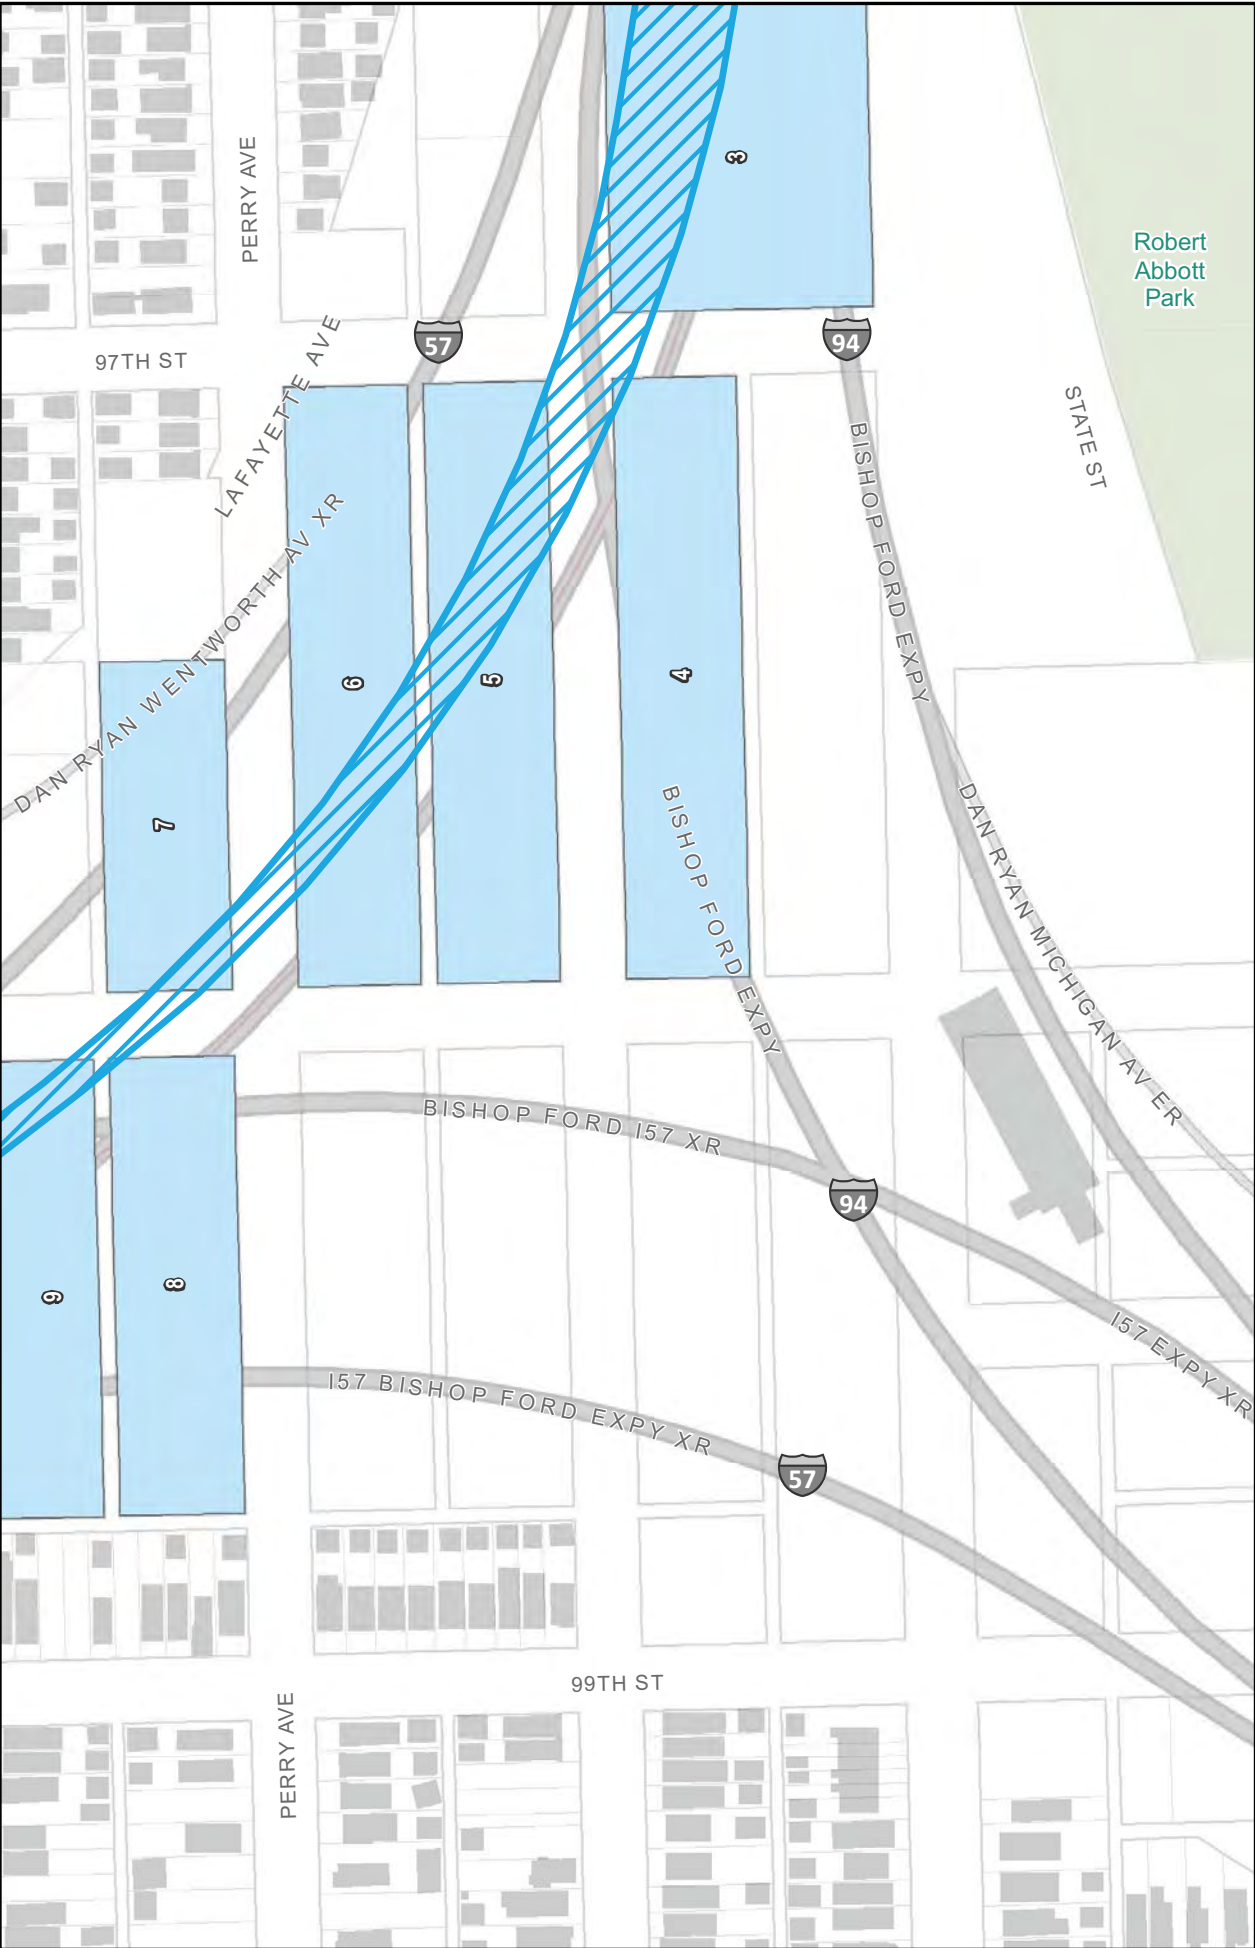 3
PERRY AVE
Robert
Abbott
Park
57
94
97TH ST
LAFAYETTE AVE
STATE ST
BISHOP FORD EXPY
DAN RYAN WENTWORTH AV XR
6
5
4
7
BISHOP FORD EXPY
DAN RYAN MICHIGAN AV ER
BISHOP FORD I57 XR
94
9
8
I57 EXPY XR
I57 BISHOP FORD EXPY XR
57
99TH ST
PERRY AVE